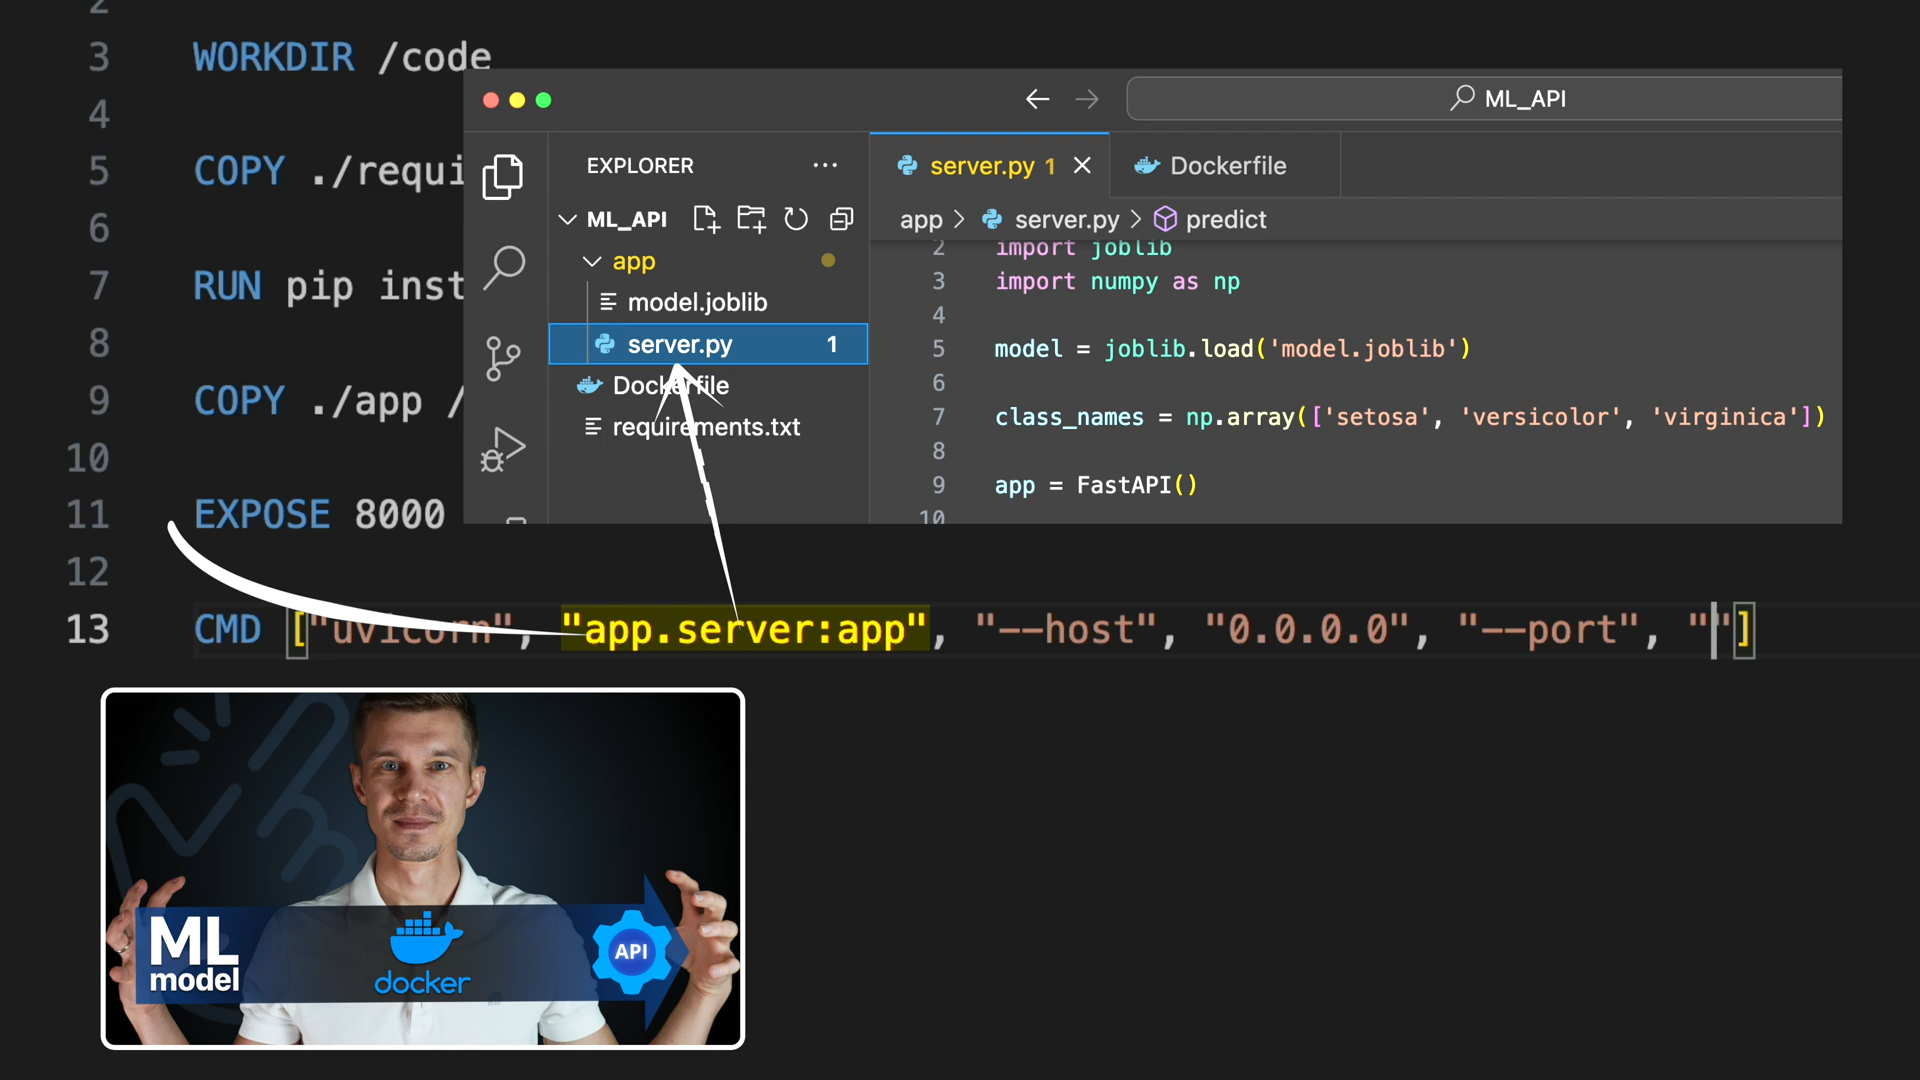 2
3 WORKDIR /code
4
5 COPY ./requi
6
7 RUN pip inst
8
9 COPY ./app /
10
11 EXPOSE 8000
12
13 CMD ["uvicorn", "app.server:app", "--host", "0.0.0.0", "--port", ""]
ML_API
EXPLORER ...
ML_API
app
model.joblib
server.py 1
Dockerfile
requirements.txt
server.py 1 Dockerfile
app > server.py > predict
2 import joblib
3 import numpy as np
4
5 model = joblib.load('model.joblib')
6
7 class_names = np.array(['setosa', 'versicolor', 'virginica'])
8
9 app = FastAPI()
10
ML
model
docker
API